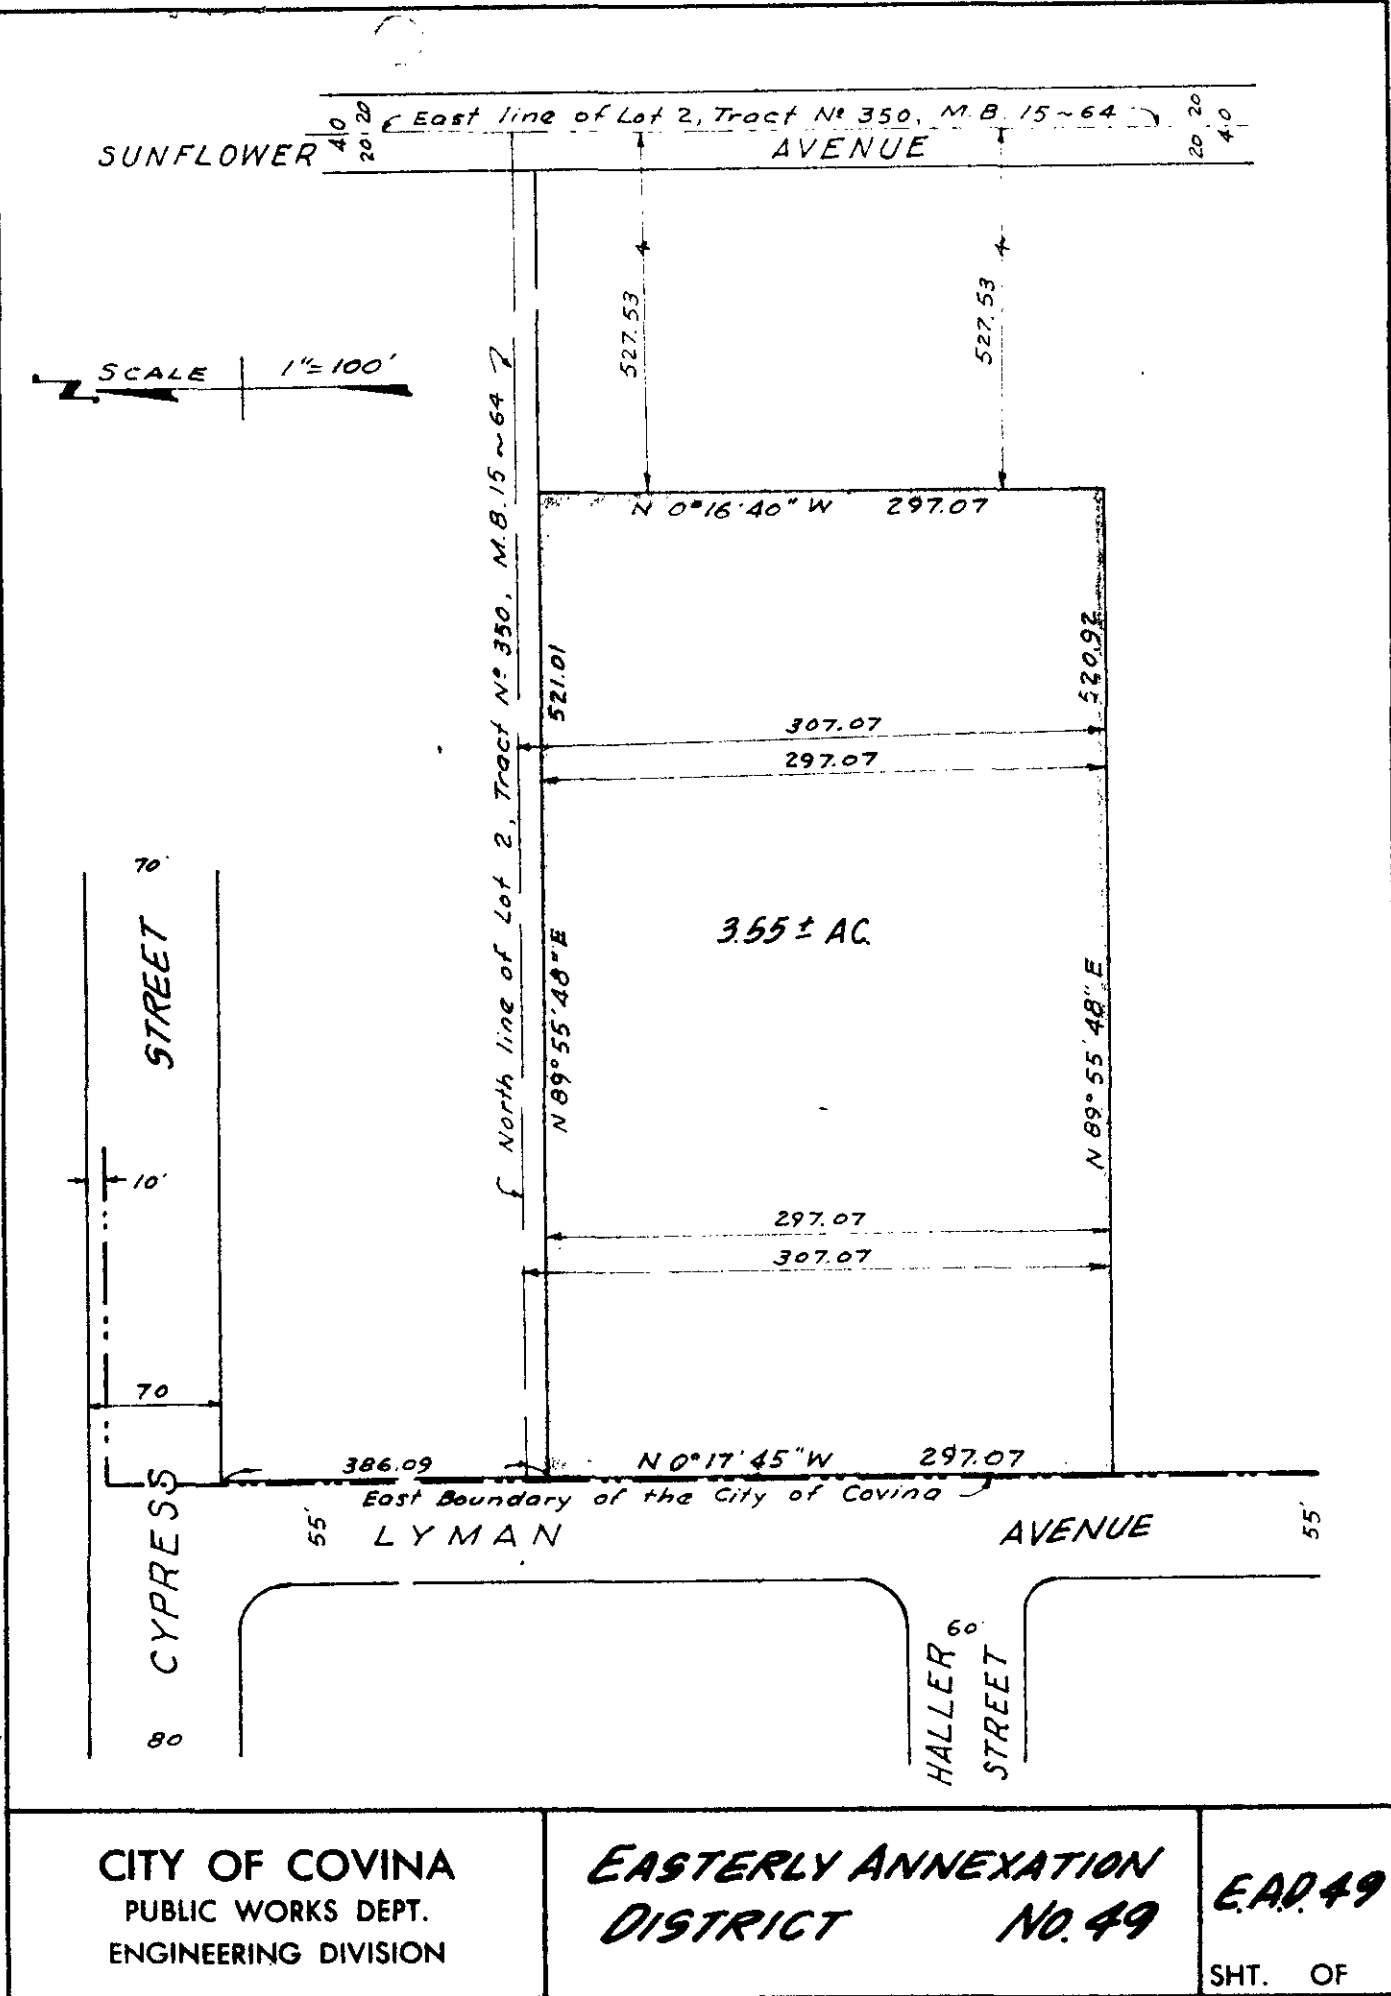 East line of Lot 2, Tract Nº 350, M.B. 15~64
40
20 20
SUNFLOWER
AVENUE
20 20
40
527.53
527.53
SCALE 1"=100'
N
North line of Lot 2, Tract Nº 350, M.B. 15~64
N 0°16'40" W 297.07
521.01
520.92
307.07
297.07
70'
STREET
3.55 ± AC.
N 89°55'48" E
N 89°55'48" E
10'
297.07
307.07
70
386.09
N 0°17'45" W 297.07
East Boundary of the City of Covina
55'
LYMAN
AVENUE
55'
CYPRESS
80
60'
HALLER
STREET
CITY OF COVINA
PUBLIC WORKS DEPT.
ENGINEERING DIVISION
EASTERLY ANNEXATION
DISTRICT NO. 49
E.A.D. 49
SHT. OF